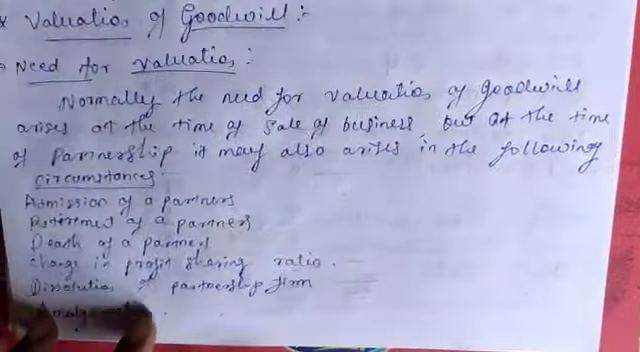 * Valuation of Goodwill :-
Need for valuation :
Normally the need for valuation of goodwill
arises at the time of sale of business, but at the time
of partnership it may also arises in the following
circumstances
Admission of a partners
Retirement of a partners
Death of a partner
change in profit sharing ratio.
Dissolution of partnership firm